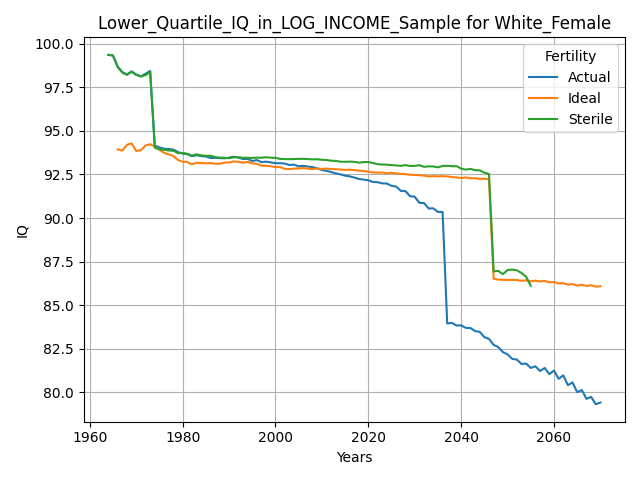 Lower_Quartile_IQ_in_LOG_INCOME_Sample for White_Female
100.0
97.5
95.0
92.5
90.0
87.5
85.0
82.5
80.0
IQ
Fertility
Actual
Ideal
Sterile
1960
1980
2000
2020
2040
2060
Years